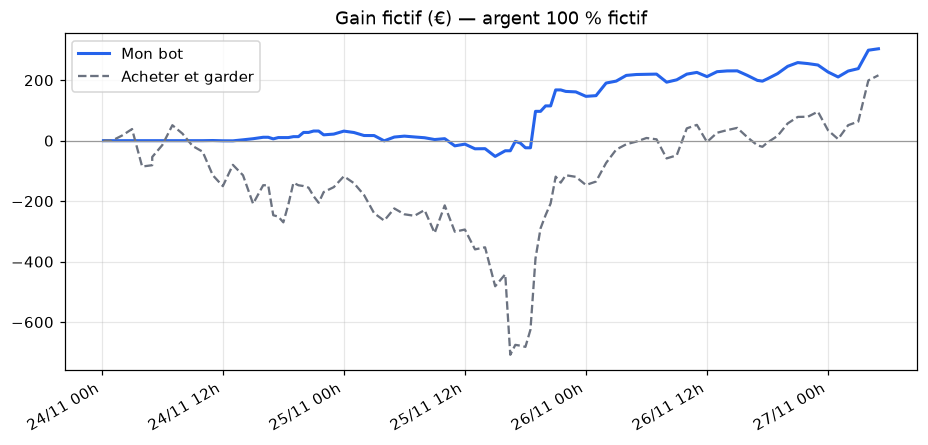 Gain fictif (€) — argent 100 % fictif
Mon bot
Acheter et garder
200
0
−200
−400
−600
24/11 00h
24/11 12h
25/11 00h
25/11 12h
26/11 00h
26/11 12h
27/11 00h